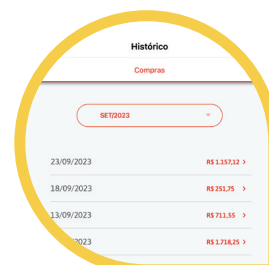 Histórico
Compras
SET/2023
23/09/2023 R$ 1.157,12 >
18/09/2023 R$ 251,75 >
13/09/2023 R$ 711,55 >
/2023 R$ 1.718,25 >